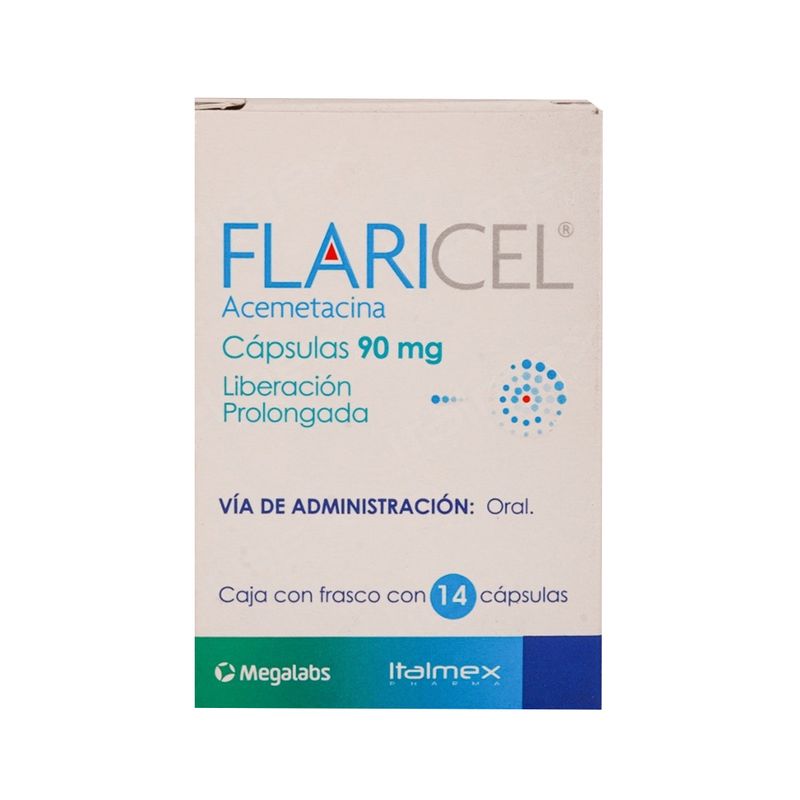 FLARICEL®
Acemetacina
Cápsulas 90 mg
Liberación
Prolongada
VÍA DE ADMINISTRACIÓN: Oral.
Caja con frasco con 14 cápsulas
Megalabs
Italmex
PHARMA